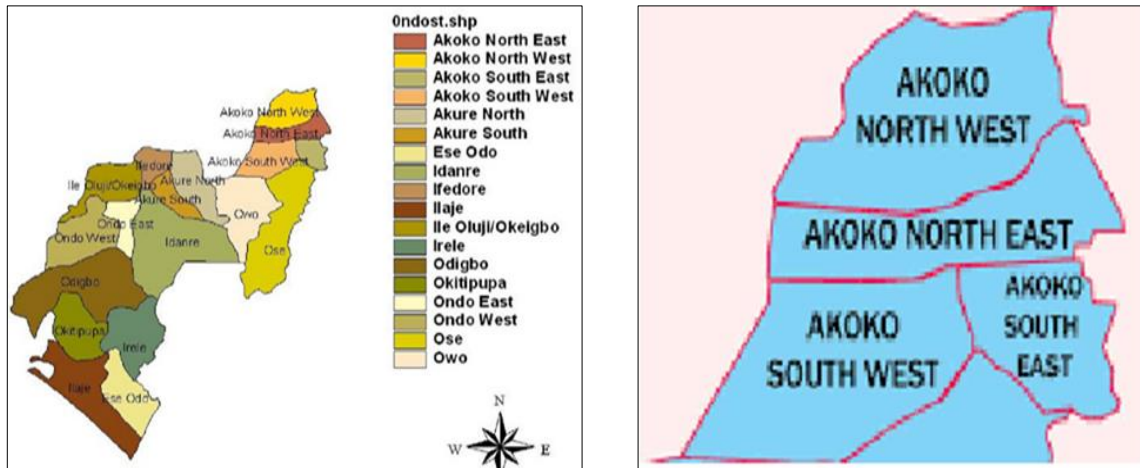 0ndost.shp
Akoko North East
Akoko North West
Akoko South East
Akoko South West
Akure North
Akure South
Ese Odo
Idanre
Ifedore
Ilaje
Ile Oluji/Okeigbo
Irele
Odigbo
Okitipupa
Ondo East
Ondo West
Ose
Owo
Akoko North West
Akoko North East
Akoko South West
Ifedore
Ile Oluji/Okeigbo
Akure North
Akure South
Owo
Ondo East
Ondo West
Idanre
Ose
Odigbo
Okitipupa
Irele
Ilaje
Ese Odo
N
W
E
AKOKO
NORTH WEST
AKOKO NORTH EAST
AKOKO
SOUTH WEST
AKOKO
SOUTH
EAST